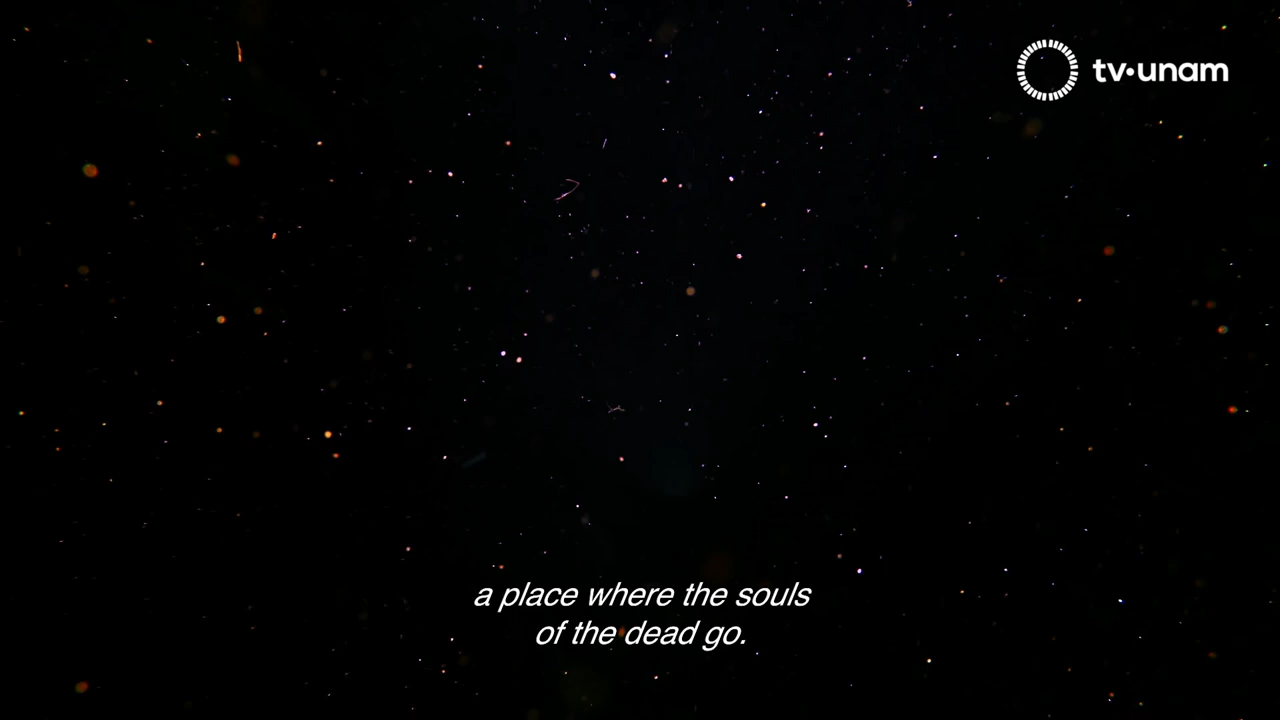 tv·unam
a place where the souls
of the dead go.